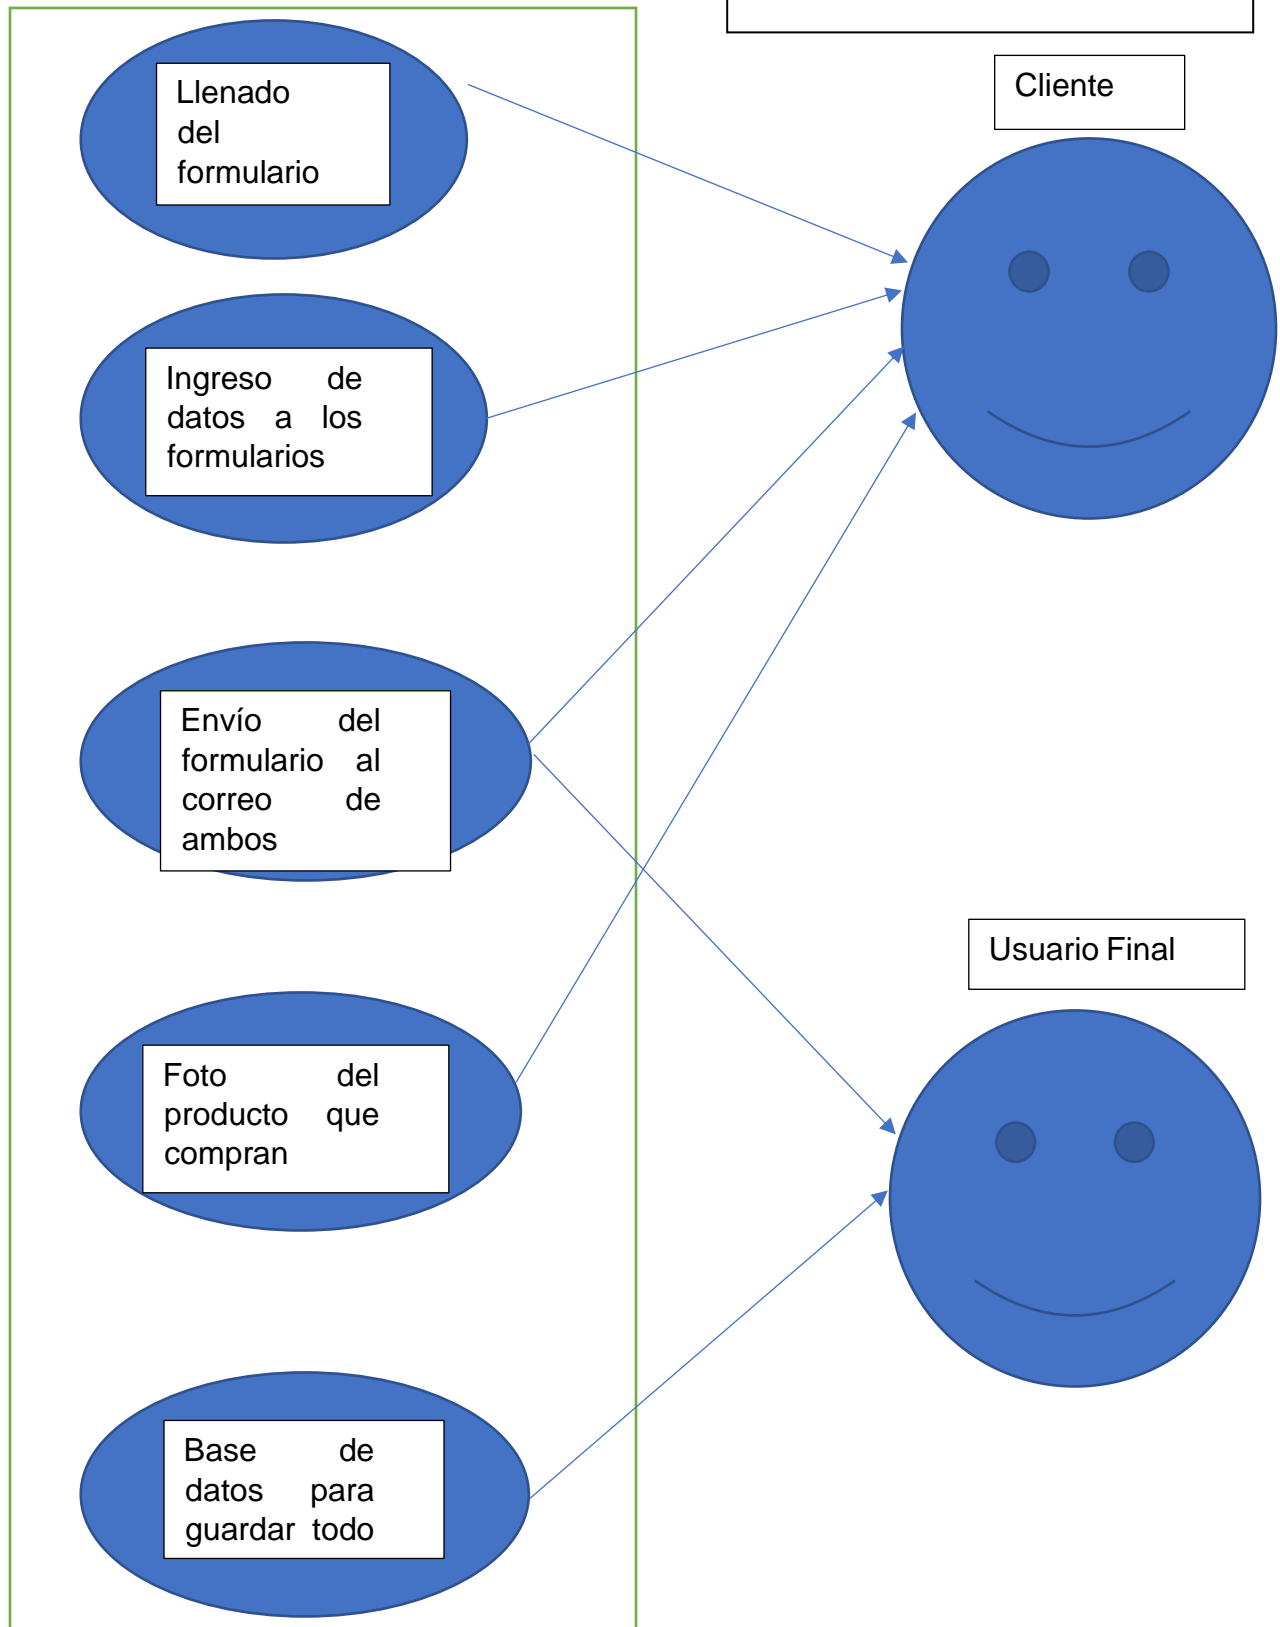 Llenado
del
formulario
Cliente
Ingreso de
datos a los
formularios
Envío del
formulario al
correo de
ambos
Usuario Final
Foto del
producto que
compran
Base de
datos para
guardar todo